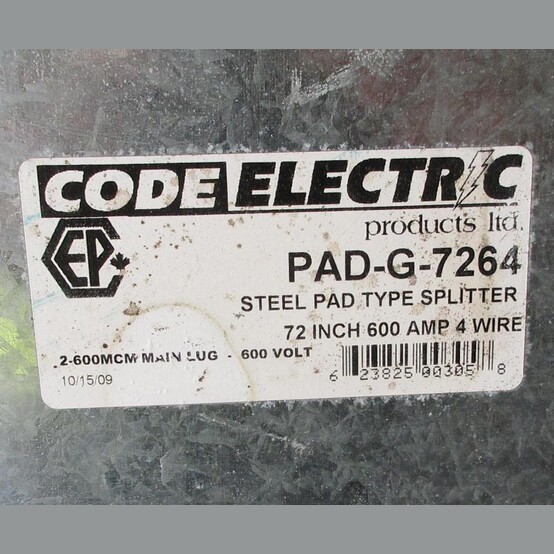 CODE ELECTRIC
products ltd.
CEP
PAD-G-7264
STEEL PAD TYPE SPLITTER
72 INCH 600 AMP 4 WIRE
2-600MCM MAIN LUG - 600 VOLT
10/15/09
6 23825 00305 8